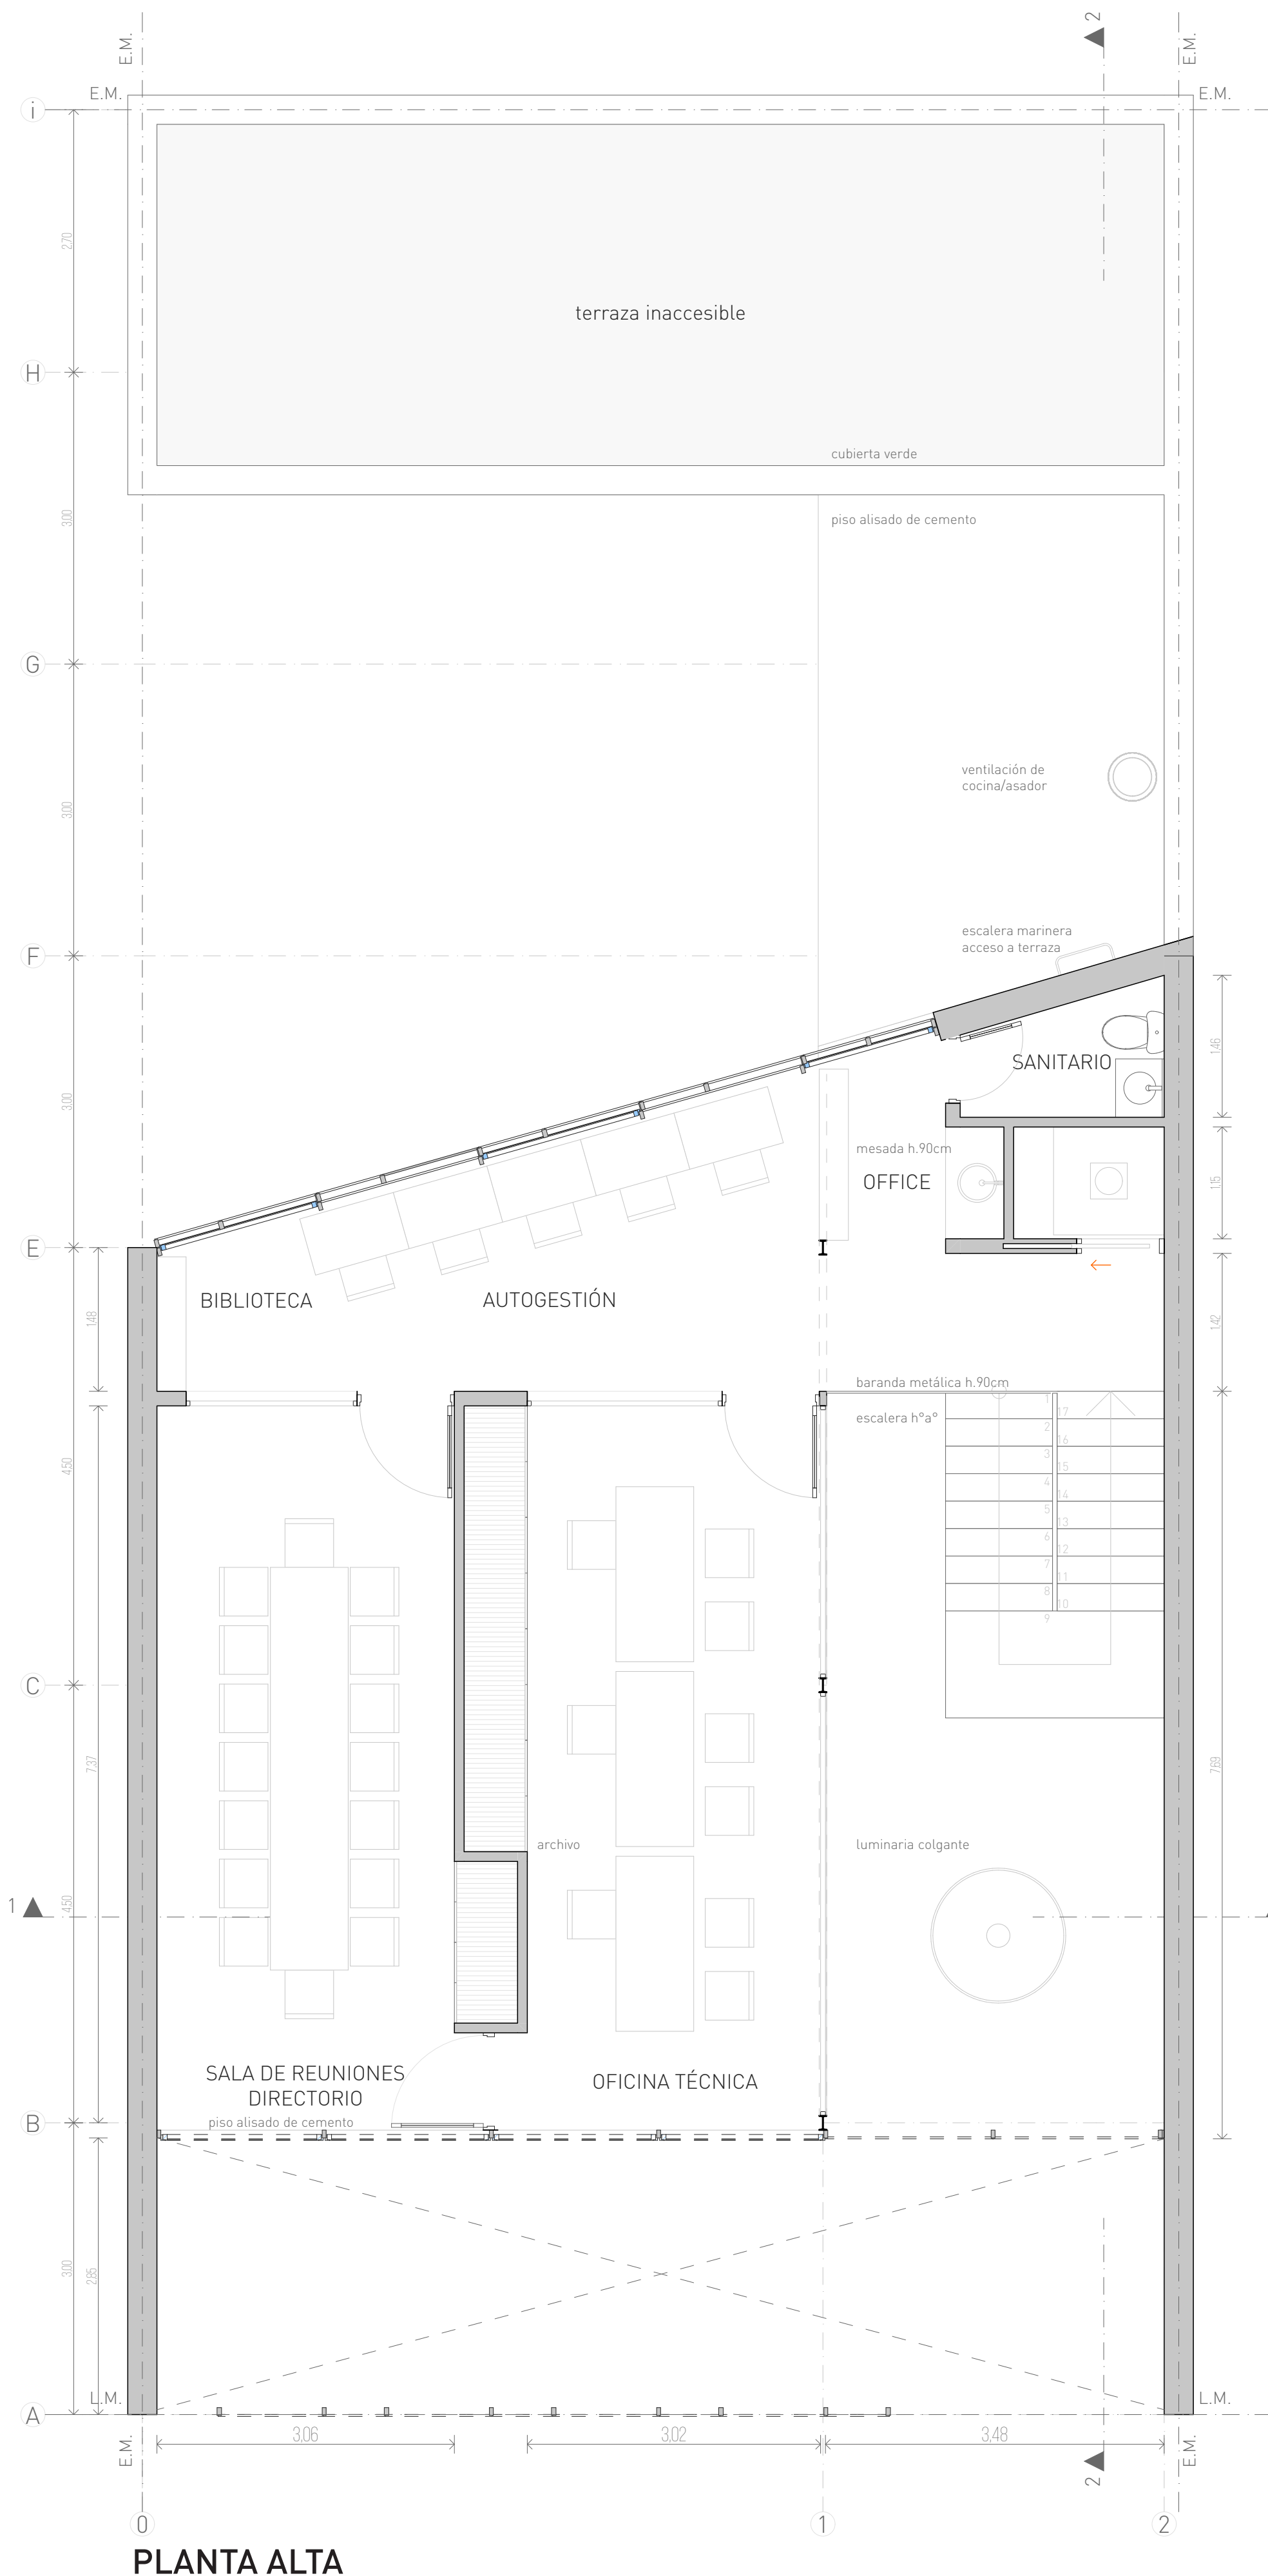 E.M.
2
E.M.
E.M.
E.M.
i
2.70
terraza inaccesible
H
cubierta verde
3.00
piso alisado de cemento
G
ventilación de
cocina/asador
3.00
escalera marinera
acceso a terraza
F
1.46
SANITARIO
3.00
mesada h.90cm
OFFICE
1.15
E
BIBLIOTECA
AUTOGESTIÓN
1.48
1.42
baranda metálica h.90cm
escalera h°a°
1
17
2
16
3
15
4
14
5
13
6
12
7
11
8
10
9
4.50
C
7.37
7.69
archivo
luminaria colgante
1
4.50
SALA DE REUNIONES
DIRECTORIO
OFICINA TÉCNICA
B
piso alisado de cemento
3.00
2.85
L.M.
L.M.
A
3.06
3.02
3.48
E.M.
2
E.M.
0
1
2
PLANTA ALTA